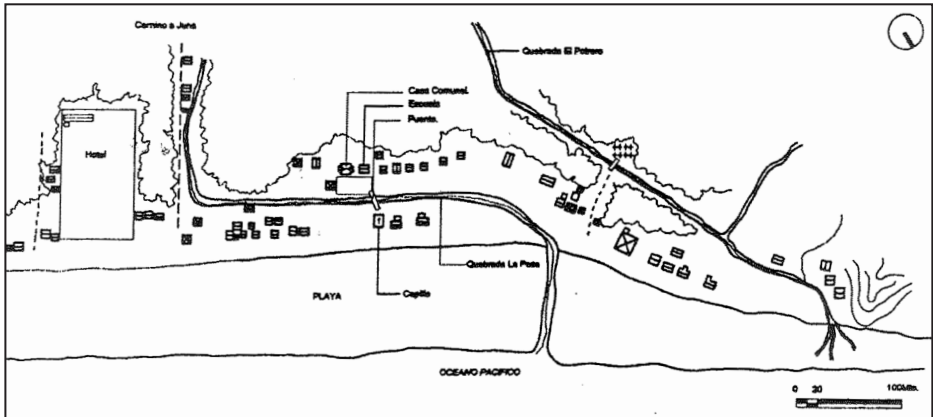 Camino a Juna
Quebrada El Potrero
Casa Comunal.
Escuela
Puente.
Hotel
Quebrada La Poza
PLAYA
Capilla
OCEANO PACIFICO
0 20 100Mts.